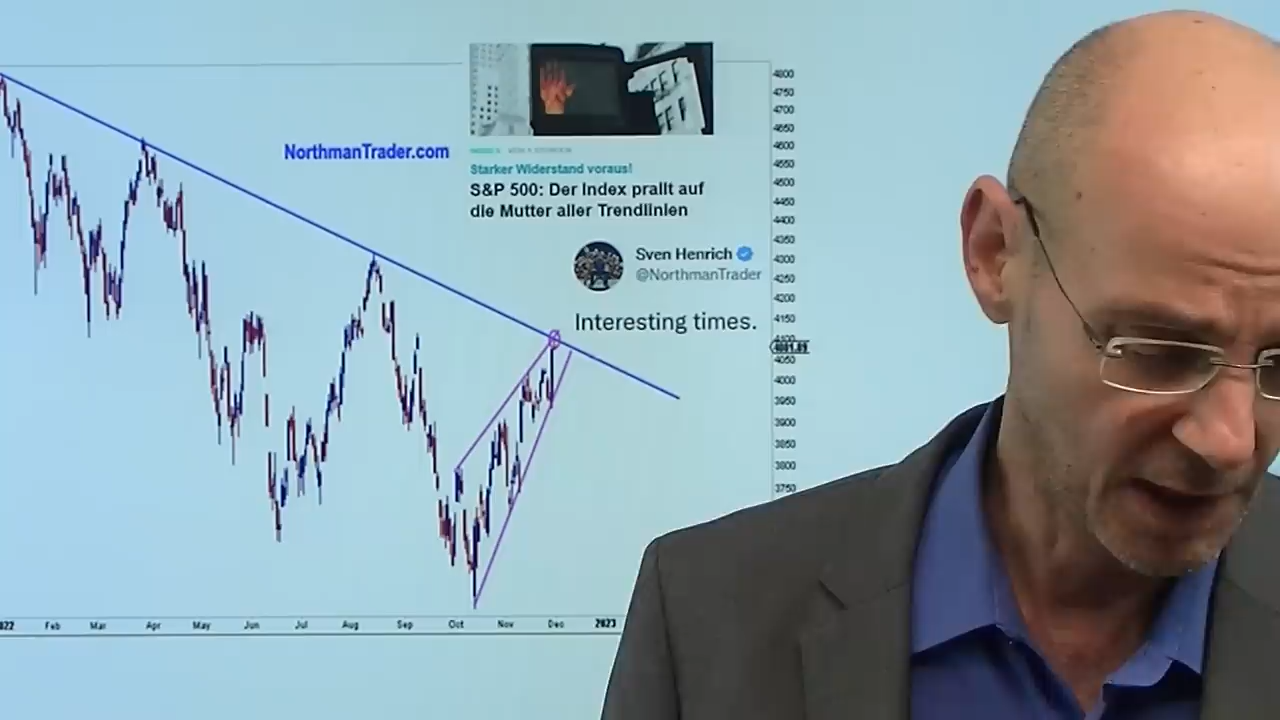 NorthmanTrader.com
Starker Widerstand voraus!
S&P 500: Der Index prallt auf
die Mutter aller Trendlinien
Sven Henrich
@NorthmanTrader
Interesting times.
4800
4750
4700
4650
4600
4550
4500
4450
4400
4350
4300
4250
4200
4150
4100
4050
4000
3950
3900
3850
3800
3750
022 Feb Mar Apr May Jun Jul Aug Sep Oct Nov Dec 2023